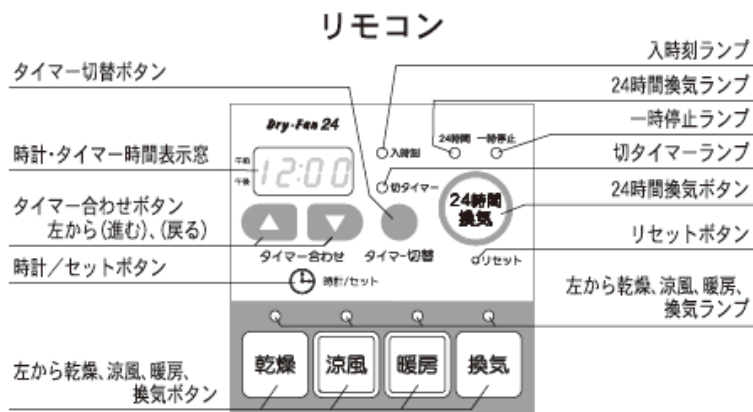 リモコン
タイマー切替ボタン
時計・タイマー時間表示窓
タイマー合わせボタン
左から(進む)、(戻る)
時計／セットボタン
左から乾燥、涼風、暖房、
換気ボタン
Dry-Fan 24
午前
午後
12:00
入時刻
切タイマー
24時間
一時停止
24時間
換気
タイマー合わせ
タイマー切替
リセット
時計/セット
乾燥
涼風
暖房
換気
入時刻ランプ
24時間換気ランプ
一時停止ランプ
切タイマーランプ
24時間換気ボタン
リセットボタン
左から乾燥、涼風、暖房、
換気ランプ